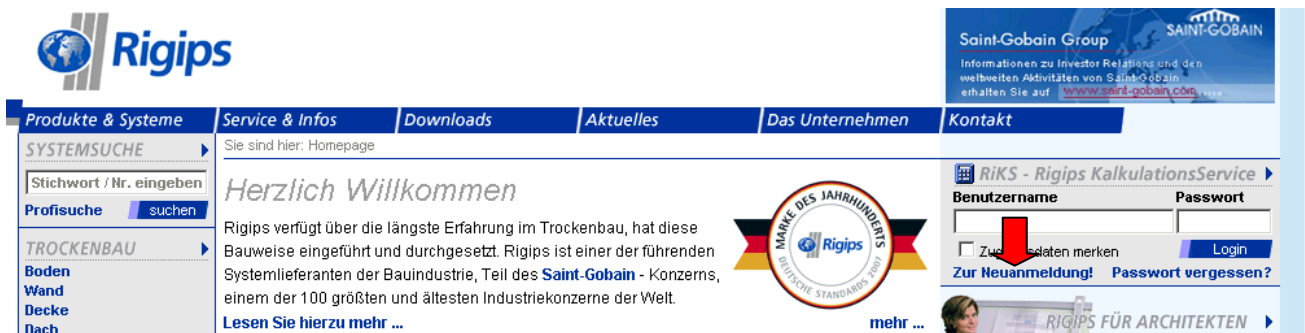 Rigips
Saint-Gobain Group
SAINT-GOBAIN
Informationen zu Investor Relations und den
weltweiten Aktivitäten von Saint-Gobain
erhalten Sie auf www.saint-gobain.com......
Produkte & Systeme
Service & Infos
Downloads
Aktuelles
Das Unternehmen
Kontakt
SYSTEMSUCHE
Stichwort / Nr. eingeben
Profisuche suchen
TROCKENBAU
Boden
Wand
Decke
Dach
Sie sind hier: Homepage
Herzlich Willkommen
Rigips verfügt über die längste Erfahrung im Trockenbau, hat diese
Bauweise eingeführt und durchgesetzt. Rigips ist einer der führenden
Systemlieferanten der Bauindustrie, Teil des Saint-Gobain - Konzerns,
einem der 100 größten und ältesten Industriekonzerne der Welt.
Lesen Sie hierzu mehr ...
MARKE DES JAHRHUNDERTS
Rigips
DEUTSCHE STANDARDS 2007
mehr ...
RiKS - Rigips KalkulationsService
Benutzername Passwort
daten merken
Login
Zur Neuanmeldung! Passwort vergessen?
RIGIPS FÜR ARCHITEKTEN